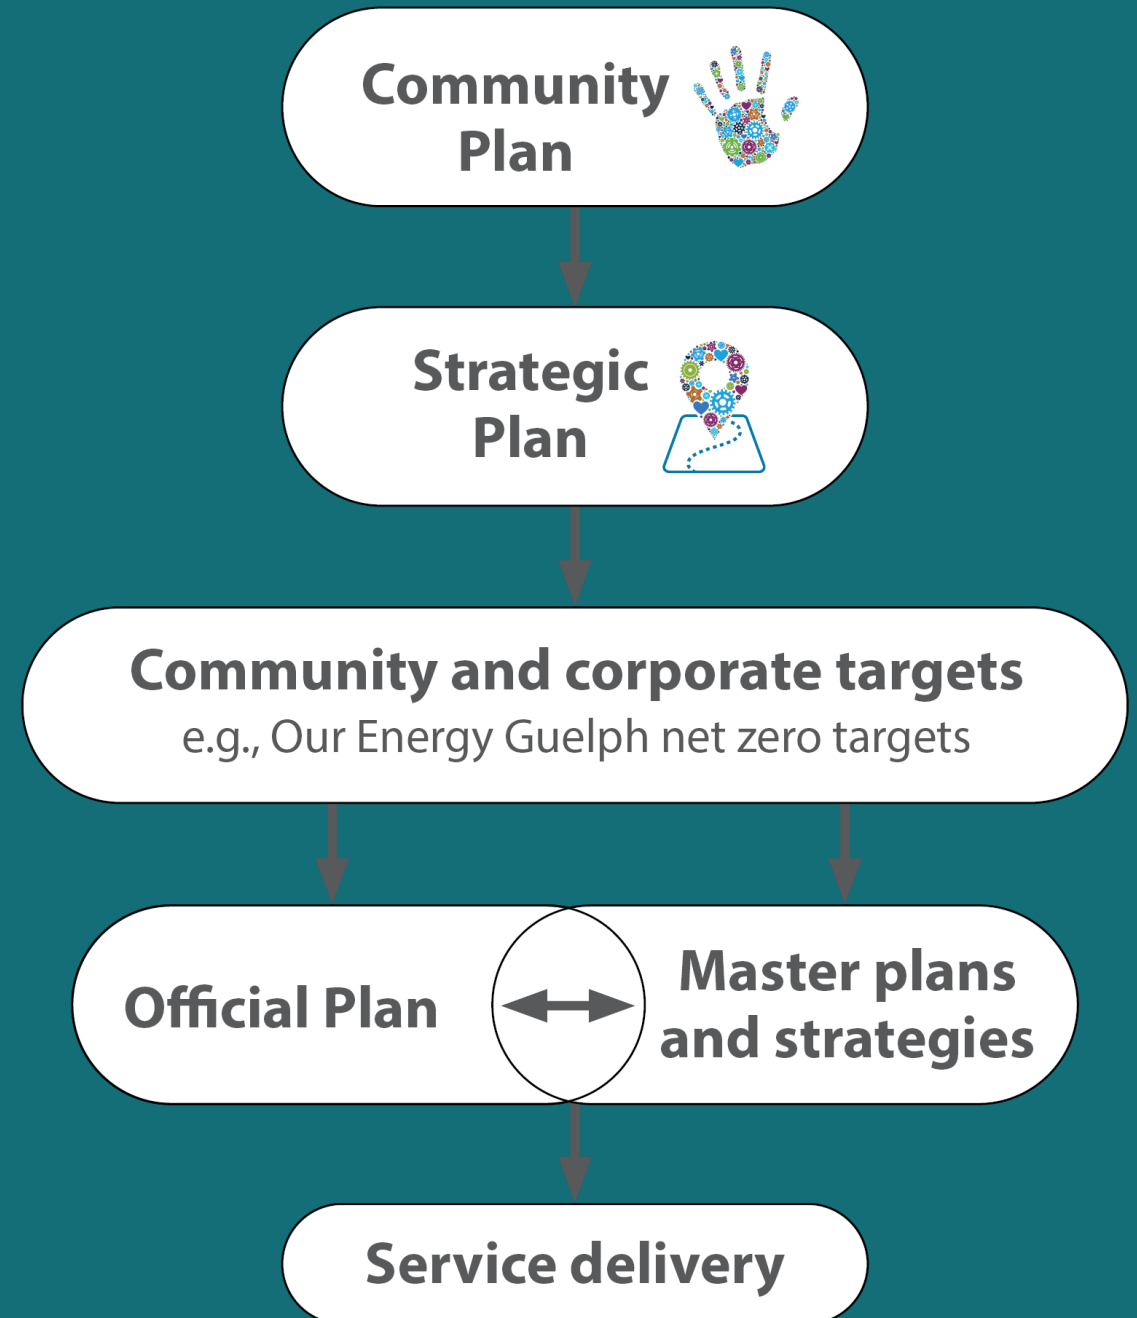 Community
Plan
Strategic
Plan
Community and corporate targets
e.g., Our Energy Guelph net zero targets
Official Plan
Master plans
and strategies
Service delivery